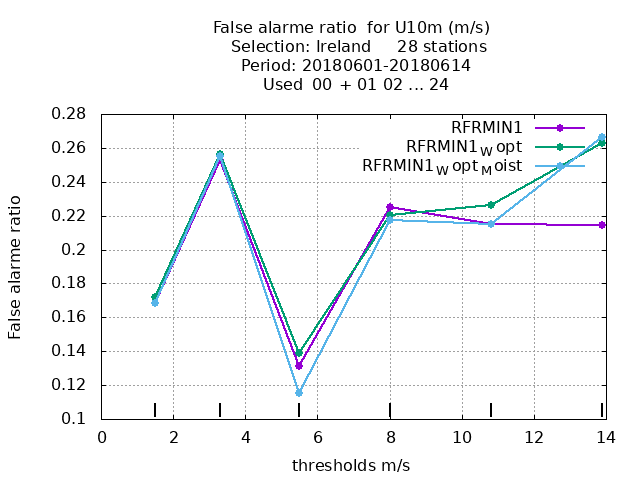 False alarme ratio  for U10m (m/s)
Selection: Ireland     28 stations
Period: 20180601-20180614
Used  00 + 01 02 ... 24
False alarme ratio
0.28
0.26
0.24
0.22
0.2
0.18
0.16
0.14
0.12
0.1
RFRMIN1
RFRMIN1Wopt
RFRMIN1WoptMoist
0 2 4 6 8 10 12 14
thresholds m/s